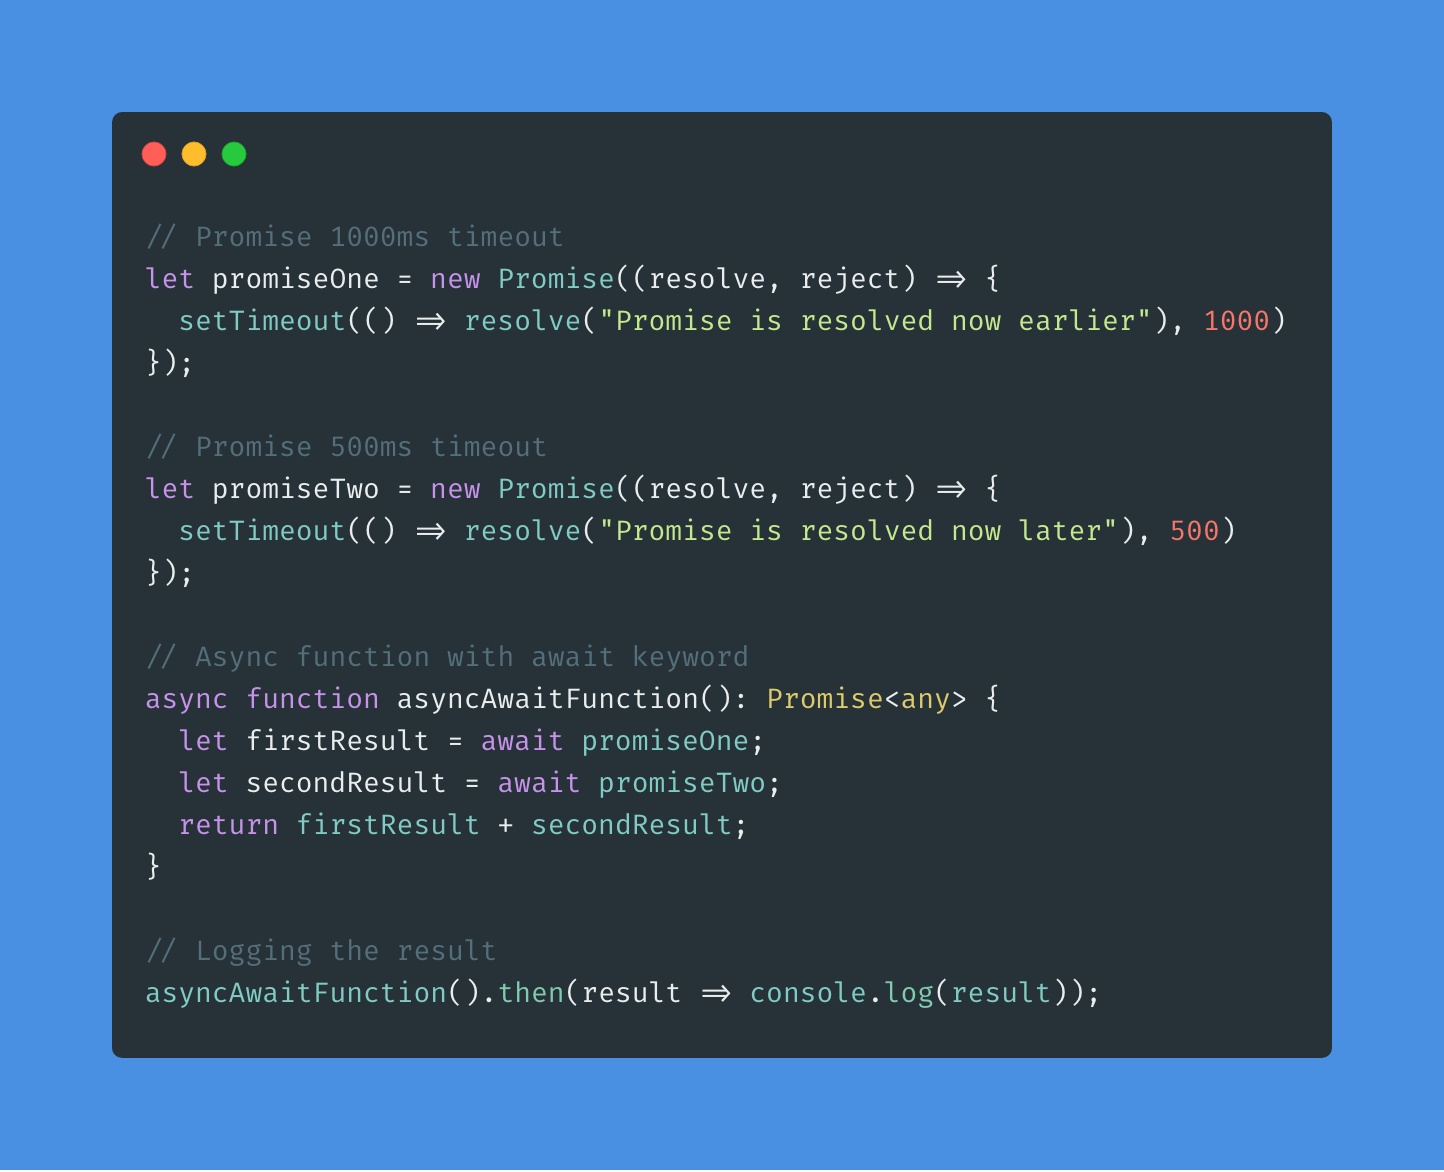 // Promise 1000ms timeout
let promiseOne = new Promise((resolve, reject) => {
  setTimeout(() => resolve("Promise is resolved now earlier"), 1000)
});

// Promise 500ms timeout
let promiseTwo = new Promise((resolve, reject) => {
  setTimeout(() => resolve("Promise is resolved now later"), 500)
});

// Async function with await keyword
async function asyncAwaitFunction(): Promise<any> {
  let firstResult = await promiseOne;
  let secondResult = await promiseTwo;
  return firstResult + secondResult;
}

// Logging the result
asyncAwaitFunction().then(result => console.log(result));